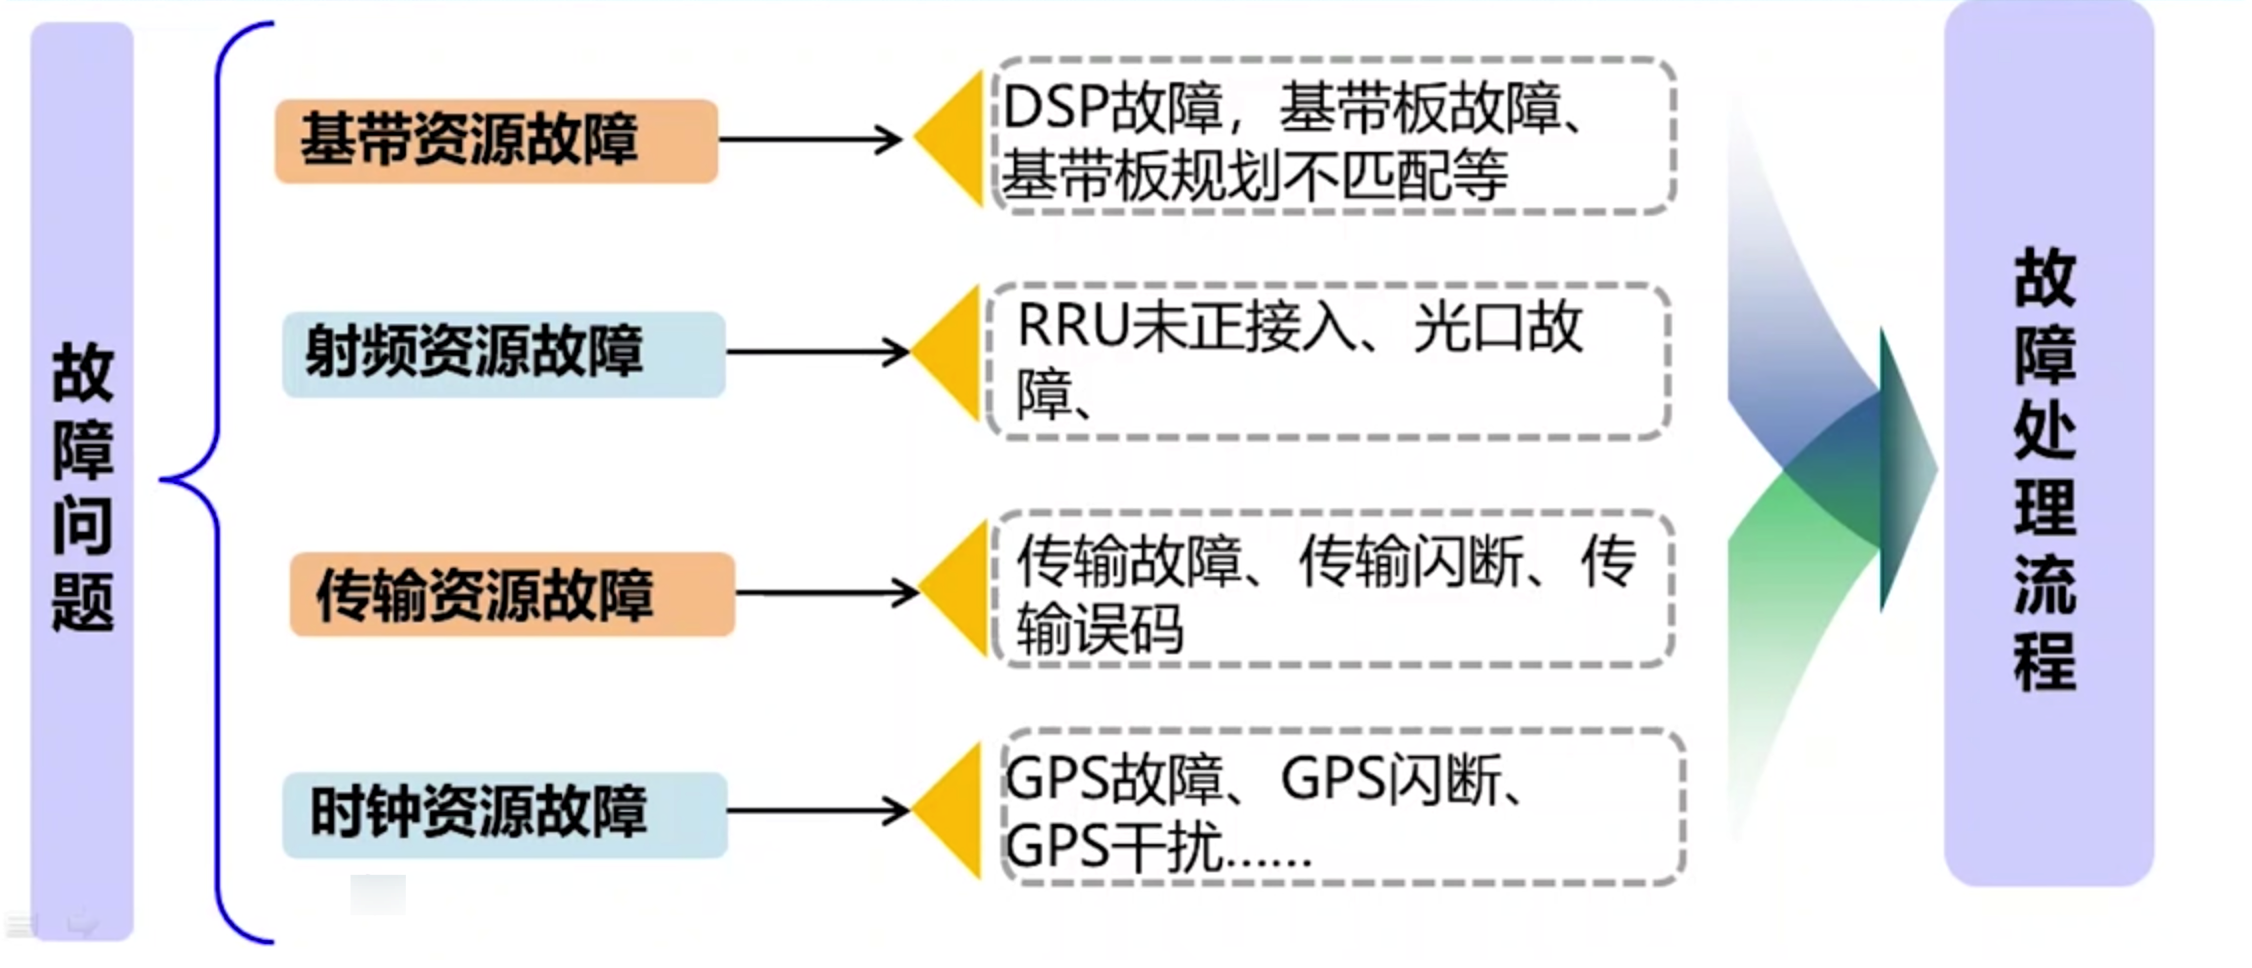 故障问题
基带资源故障
DSP故障，基带板故障、
基带板规划不匹配等
射频资源故障
RRU未正接入、光口故
障、
传输资源故障
传输故障、传输闪断、传
输误码
时钟资源故障
GPS故障、GPS闪断、
GPS干扰......
故障处理流程